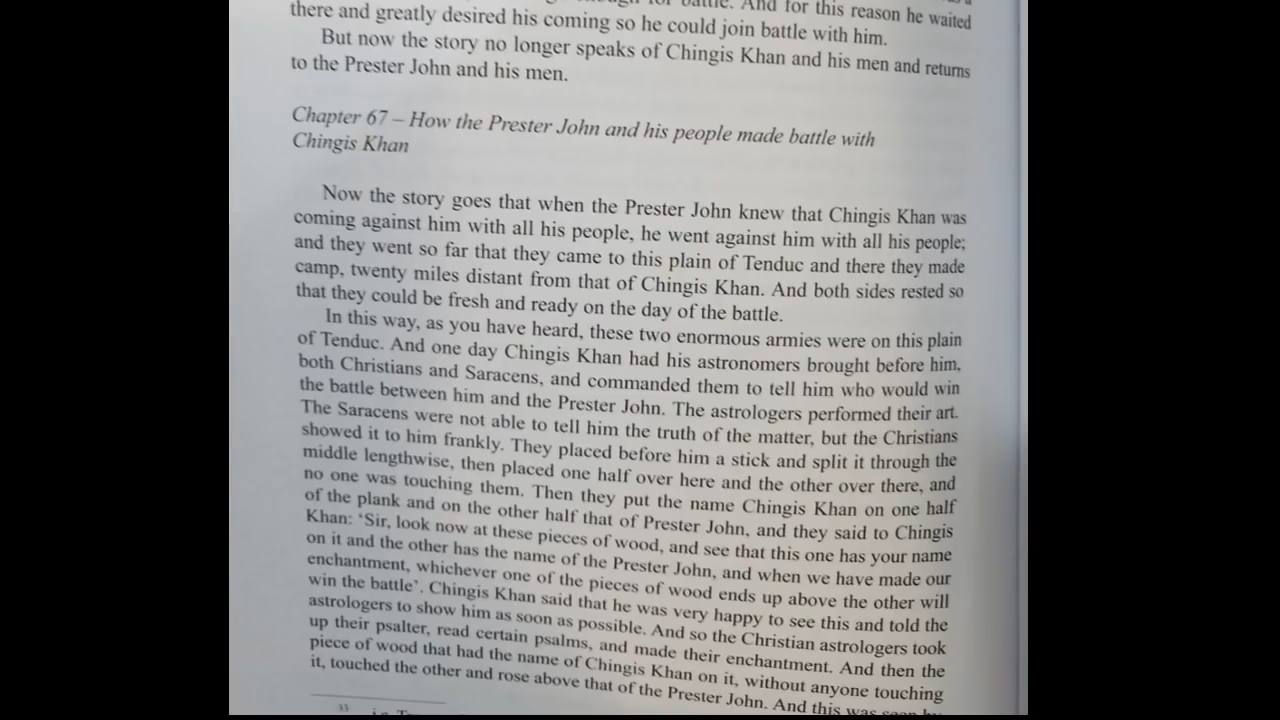 for battle. And for this reason he waited
there and greatly desired his coming so he could join battle with him.
But now the story no longer speaks of Chingis Khan and his men and returns
to the Prester John and his men.
Chapter 67 – How the Prester John and his people made battle with
Chingis Khan
Now the story goes that when the Prester John knew that Chingis Khan was
coming against him with all his people, he went against him with all his people;
and they went so far that they came to this plain of Tenduc and there they made
camp, twenty miles distant from that of Chingis Khan. And both sides rested so
that they could be fresh and ready on the day of the battle.
In this way, as you have heard, these two enormous armies were on this plain
of Tenduc. And one day Chingis Khan had his astronomers brought before him,
both Christians and Saracens, and commanded them to tell him who would win
the battle between him and the Prester John. The astrologers performed their art.
The Saracens were not able to tell him the truth of the matter, but the Christians
showed it to him frankly. They placed before him a stick and split it through the
middle lengthwise, then placed one half over here and the other over there, and
no one was touching them. Then they put the name Chingis Khan on one half
of the plank and on the other half that of Prester John, and they said to Chingis
Khan: ‘Sir, look now at these pieces of wood, and see that this one has your name
on it and the other has the name of the Prester John, and when we have made our
enchantment, whichever one of the pieces of wood ends up above the other will
win the battle’. Chingis Khan said that he was very happy to see this and told the
astrologers to show him as soon as possible. And so the Christian astrologers took
up their psalter, read certain psalms, and made their enchantment. And then the
piece of wood that had the name of Chingis Khan on it, without anyone touching
it, touched the other and rose above that of the Prester John. And this was seen by